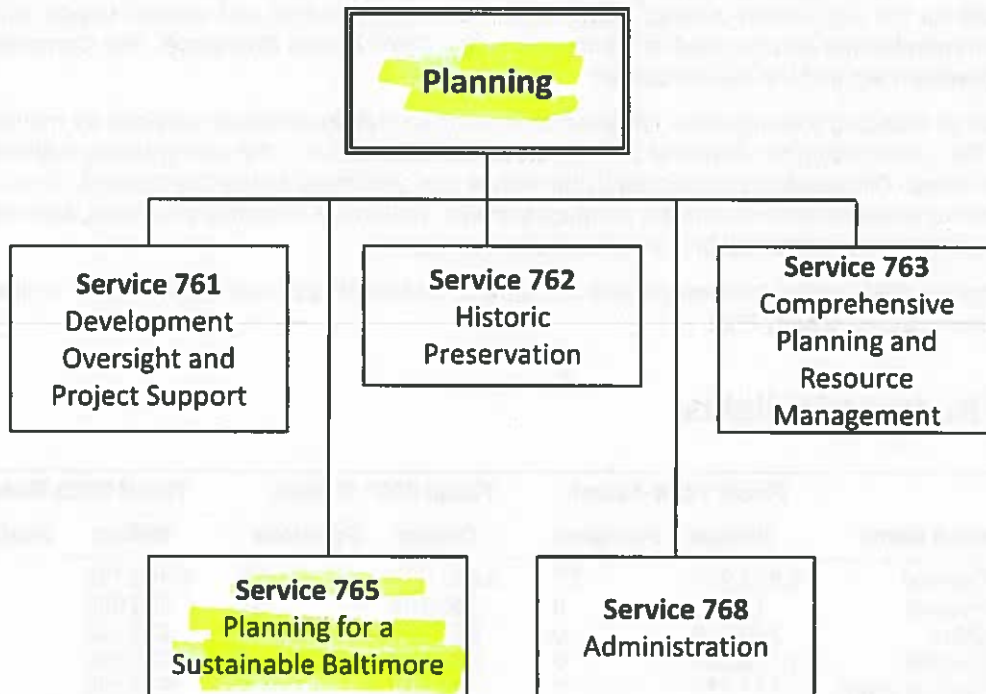 Planning
Service 761
Development
Oversight and
Project Support
Service 762
Historic
Preservation
Service 763
Comprehensive
Planning and
Resource
Management
Service 765
Planning for a
Sustainable Baltimore
Service 768
Administration